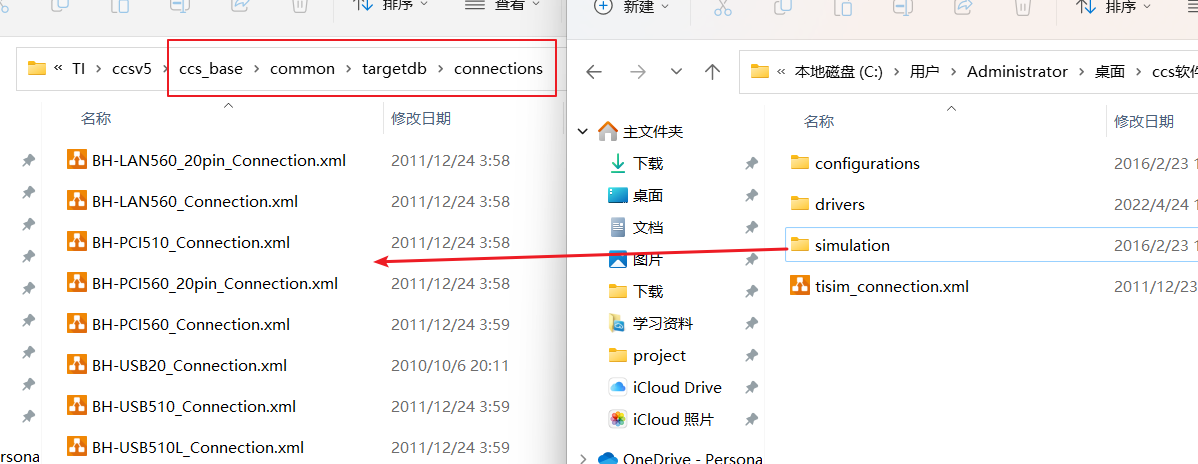 排序
查看
« TI > ccsv5 > ccs_base > common > targetdb > connections
名称 修改日期
BH-LAN560_20pin_Connection.xml 2011/12/24 3:58
BH-LAN560_Connection.xml 2011/12/24 3:58
BH-PCI510_Connection.xml 2011/12/24 3:58
BH-PCI560_20pin_Connection.xml 2011/12/24 3:58
BH-PCI560_Connection.xml 2011/12/24 3:59
BH-USB20_Connection.xml 2010/10/6 20:11
BH-USB510_Connection.xml 2011/12/24 3:59
BH-USB510L_Connection.xml 2011/12/24 3:59
ersona
新建
排序
« 本地磁盘 (C:) > 用户 > Administrator > 桌面 > ccs软件
主文件夹
下载
桌面
文档
图片
下载
学习资料
project
iCloud Drive
iCloud 照片
OneDrive - Persona
名称 修改日期
configurations 2016/2/23 1
drivers 2022/4/24 1
simulation 2016/2/23 1
tisim_connection.xml 2011/12/23